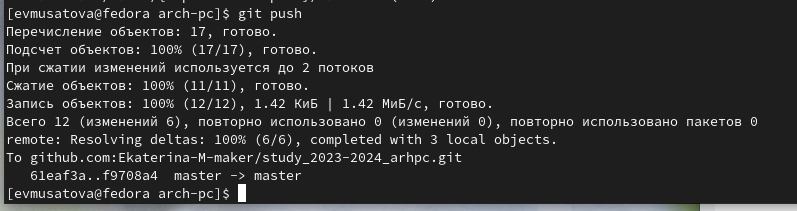 [evmusatova@fedora arch-pc]$ git push
Перечисление объектов: 17, готово.
Подсчет объектов: 100% (17/17), готово.
При сжатии изменений используется до 2 потоков
Сжатие объектов: 100% (11/11), готово.
Запись объектов: 100% (12/12), 1.42 КиБ | 1.42 МиБ/с, готово.
Всего 12 (изменений 6), повторно использовано 0 (изменений 0), повторно использовано пакетов 0
remote: Resolving deltas: 100% (6/6), completed with 3 local objects.
To github.com:Ekaterina-M-maker/study_2023-2024_arhpc.git
61eaf3a..f9708a4  master -> master
[evmusatova@fedora arch-pc]$